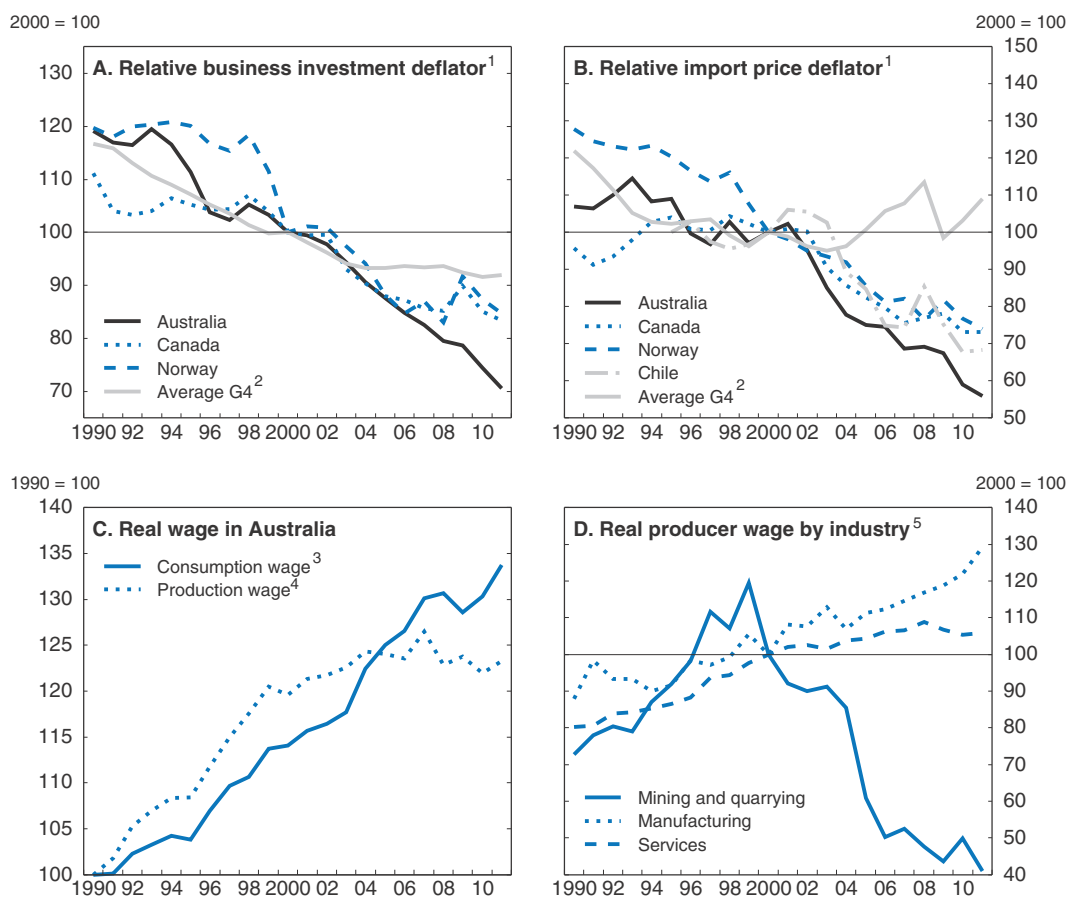 2000 = 100
2000 = 100
A. Relative business investment deflator1
130
120
110
100
90
80
70
Australia
Canada
Norway
Average G42
1990 92 94 96 98 2000 02 04 06 08 10
B. Relative import price deflator1
150
140
130
120
110
100
90
80
70
60
50
Australia
Canada
Norway
Chile
Average G42
1990 92 94 96 98 2000 02 04 06 08 10
1990 = 100
2000 = 100
C. Real wage in Australia
140
135
130
125
120
115
110
105
100
Consumption wage3
Production wage4
1990 92 94 96 98 2000 02 04 06 08 10
D. Real producer wage by industry5
140
130
120
110
100
90
80
70
60
50
40
Mining and quarrying
Manufacturing
Services
1990 92 94 96 98 2000 02 04 06 08 10